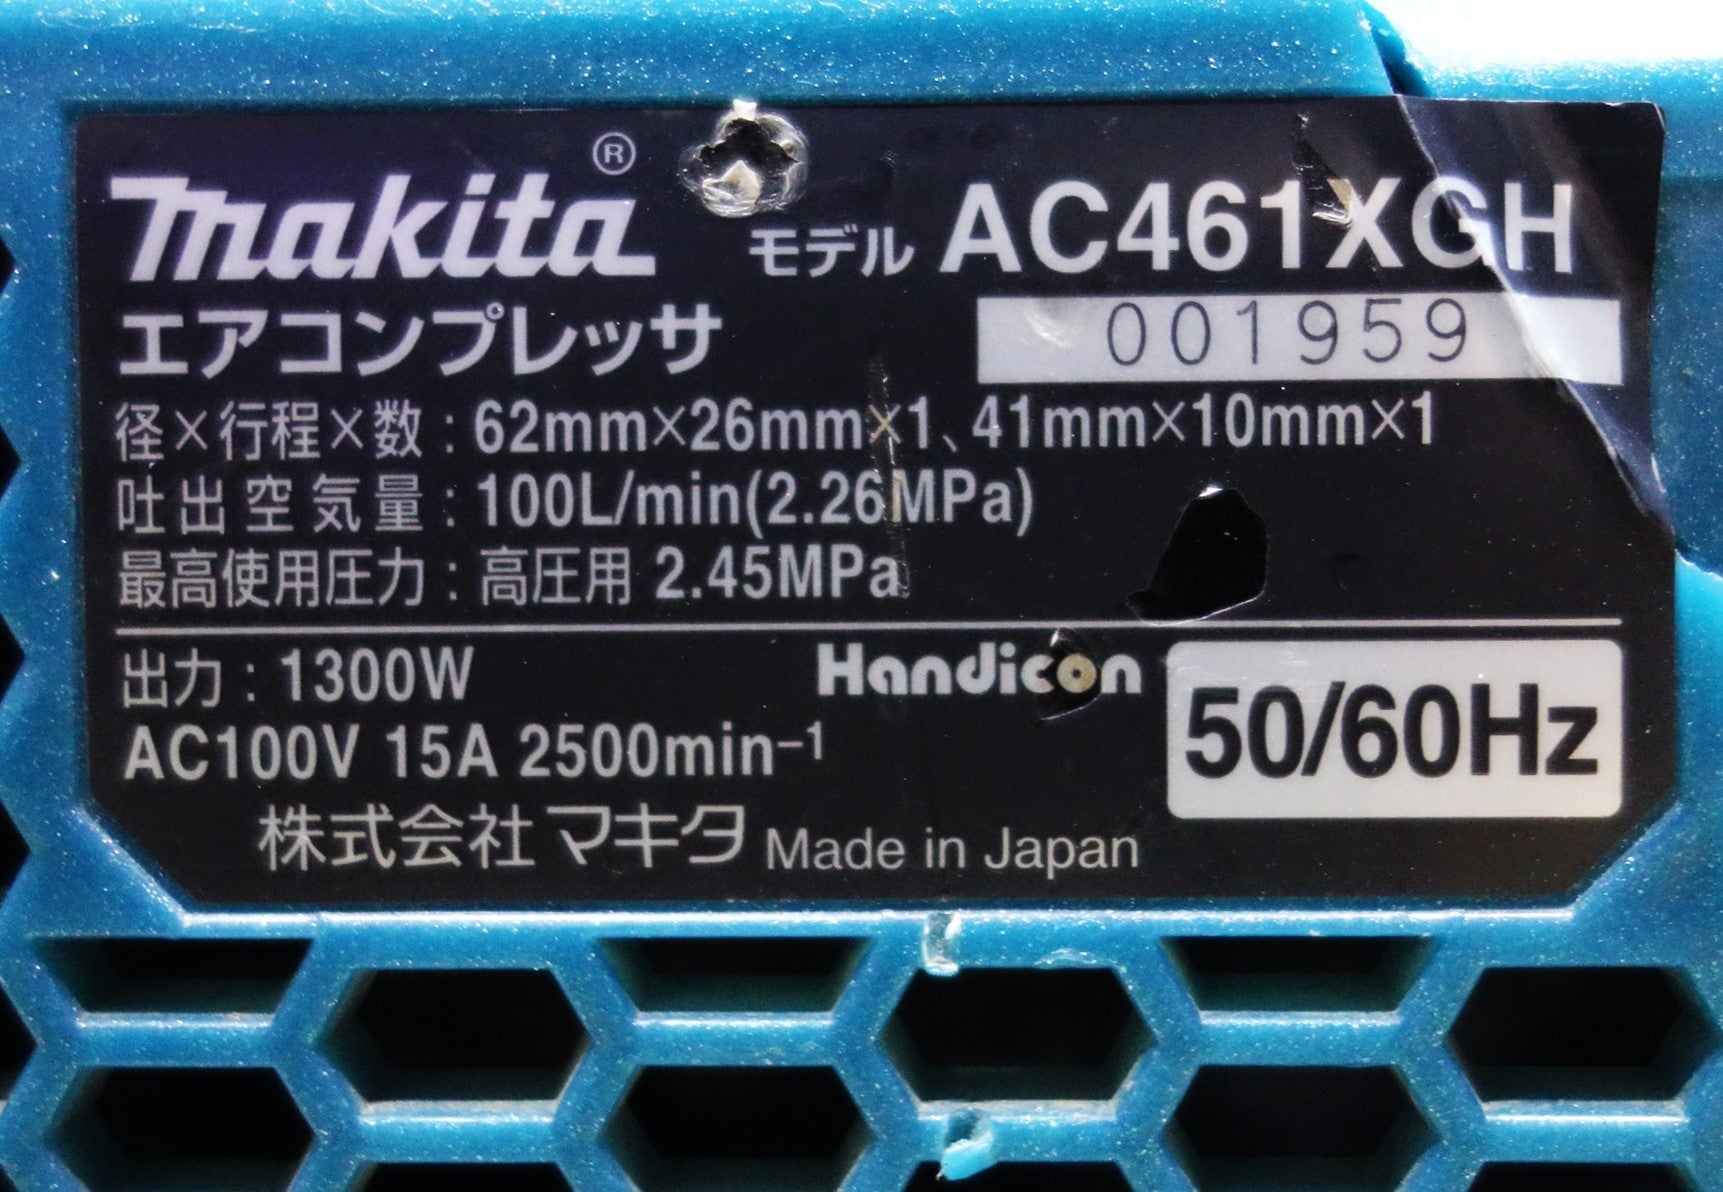 makita®
モデル AC461XGH
エアコンプレッサ
001959
径×行程×数：62mm×26mm×1、41mm×10mm×1
吐出空気量：100L/min(2.26MPa)
最高使用圧力：高圧用 2.45MPa
出力：1300W
Handicon
AC100V 15A 2500min⁻¹
50/60Hz
株式会社マキタ Made in Japan